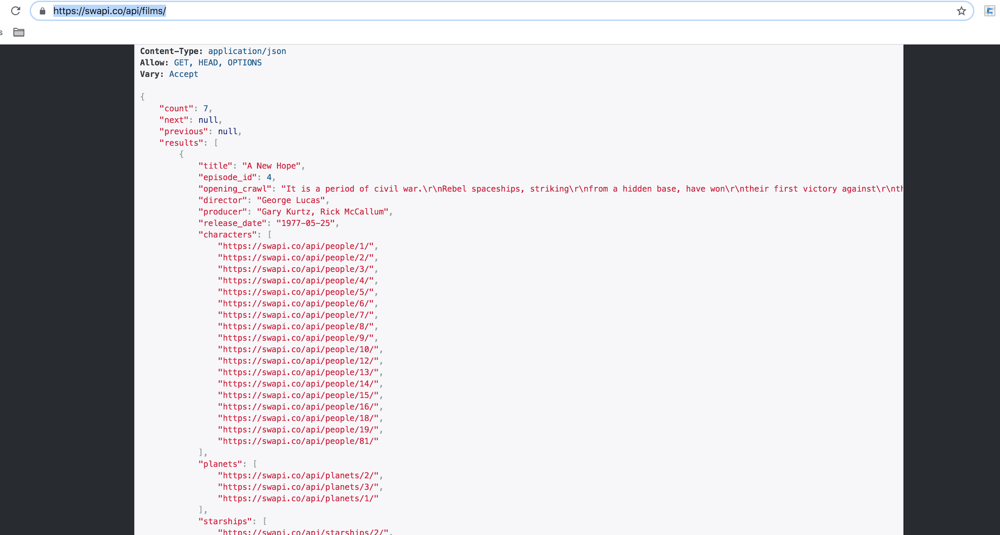 https://swapi.co/api/films/
s
Content-Type: application/json
Allow: GET, HEAD, OPTIONS
Vary: Accept
{
    "count": 7,
    "next": null,
    "previous": null,
    "results": [
        {
            "title": "A New Hope",
            "episode_id": 4,
            "opening_crawl": "It is a period of civil war.\r\nRebel spaceships, striking\r\nfrom a hidden base, have won\r\ntheir first victory against\r\nth
            "director": "George Lucas",
            "producer": "Gary Kurtz, Rick McCallum",
            "release_date": "1977-05-25",
            "characters": [
                "https://swapi.co/api/people/1/",
                "https://swapi.co/api/people/2/",
                "https://swapi.co/api/people/3/",
                "https://swapi.co/api/people/4/",
                "https://swapi.co/api/people/5/",
                "https://swapi.co/api/people/6/",
                "https://swapi.co/api/people/7/",
                "https://swapi.co/api/people/8/",
                "https://swapi.co/api/people/9/",
                "https://swapi.co/api/people/10/",
                "https://swapi.co/api/people/12/",
                "https://swapi.co/api/people/13/",
                "https://swapi.co/api/people/14/",
                "https://swapi.co/api/people/15/",
                "https://swapi.co/api/people/16/",
                "https://swapi.co/api/people/18/",
                "https://swapi.co/api/people/19/",
                "https://swapi.co/api/people/81/"
            ],
            "planets": [
                "https://swapi.co/api/planets/2/",
                "https://swapi.co/api/planets/3/",
                "https://swapi.co/api/planets/1/"
            ],
            "starships": [
                "https://swapi.co/api/starships/2/",